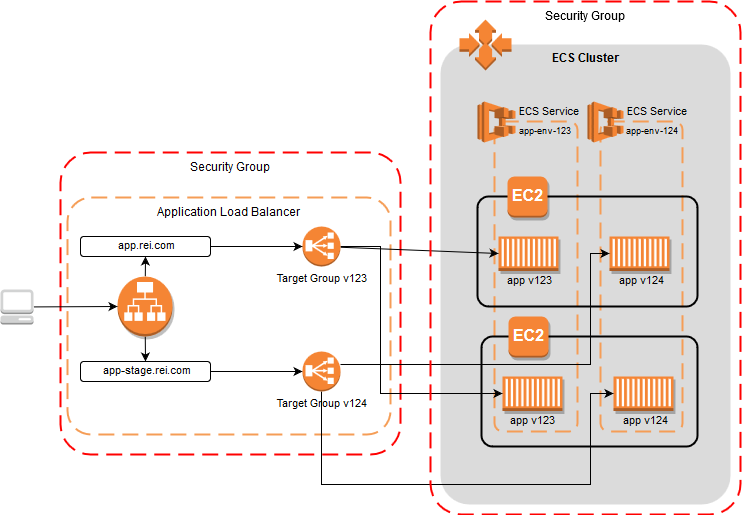 Security Group
ECS Cluster
ECS Service
app-env-123
ECS Service
app-env-124
EC2
app v123
app v124
EC2
app v123
app v124
Security Group
Application Load Balancer
app.rei.com
Target Group v123
app-stage.rei.com
Target Group v124